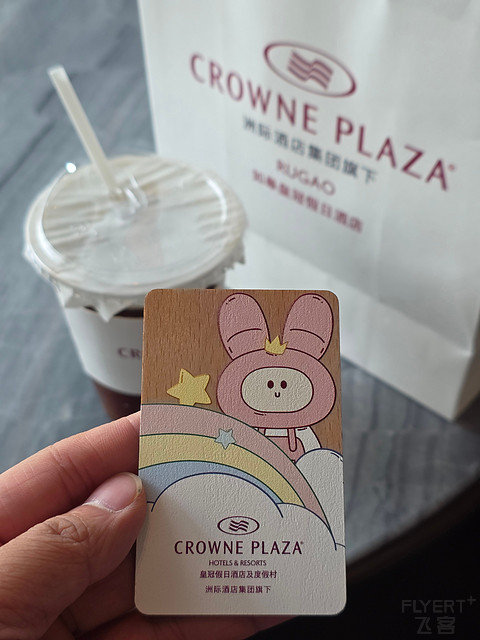 CROWNE PLAZA
洲际酒店集团旗下
RUGAO
如皋皇冠假日酒店
CR
CROWNE PLAZA
HOTELS & RESORTS
皇冠假日酒店及度假村
洲际酒店集团旗下
FLYERT+
飞客